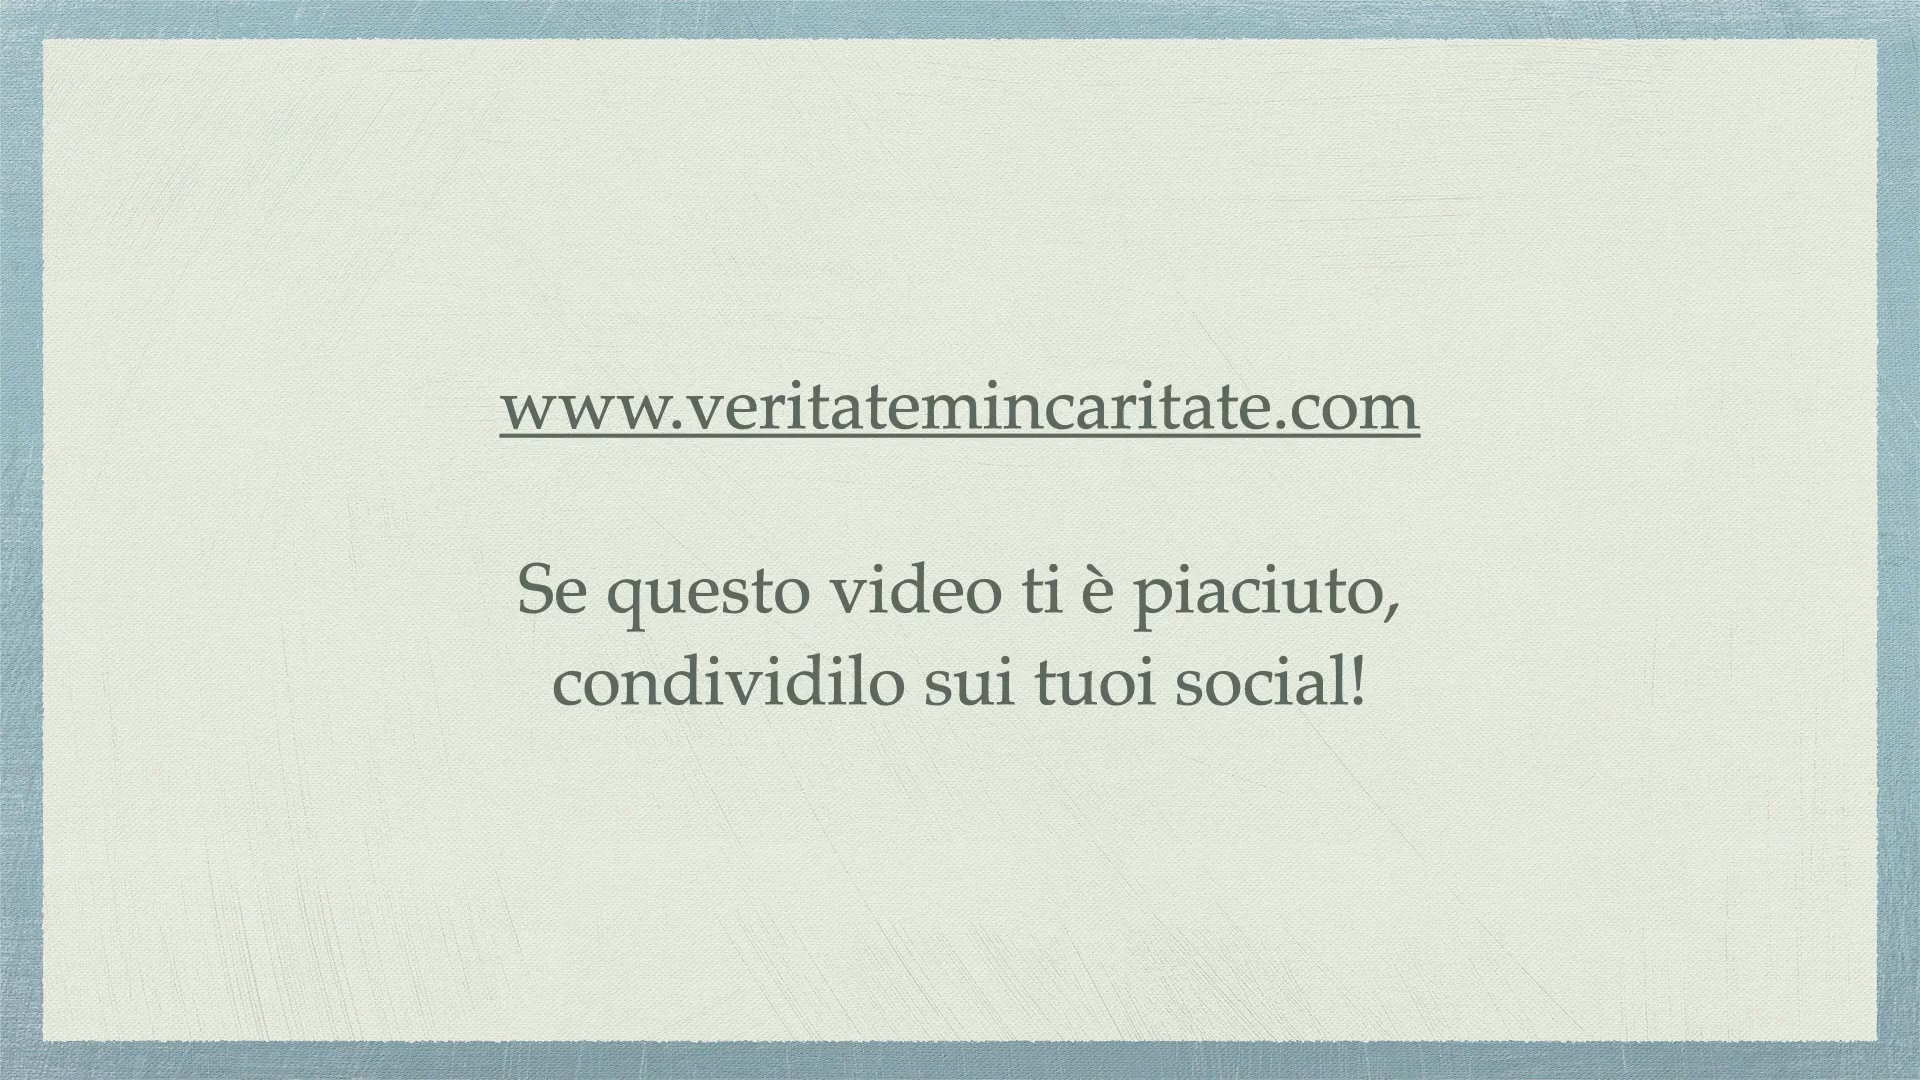 www.veritatemincaritate.com
Se questo video ti è piaciuto,
condividilo sui tuoi social!